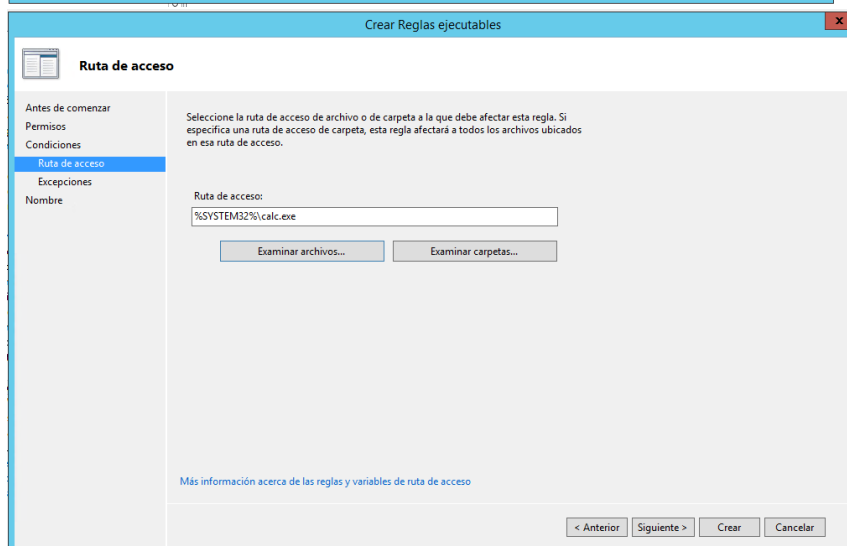 Crear Reglas ejecutables
x
Ruta de acceso
Antes de comenzar
Permisos
Condiciones
Ruta de acceso
Excepciones
Nombre
Seleccione la ruta de acceso de archivo o de carpeta a la que debe afectar esta regla. Si
especifica una ruta de acceso de carpeta, esta regla afectará a todos los archivos ubicados
en esa ruta de acceso.
Ruta de acceso:
%SYSTEM32%\calc.exe
Examinar archivos...
Examinar carpetas...
Más información acerca de las reglas y variables de ruta de acceso
< Anterior
Siguiente >
Crear
Cancelar